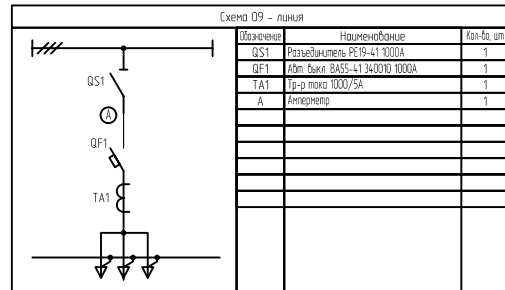 Схема 09 - линия
Обозначение Наименование Кол-во, шт
QS1 Разъединитель РЕ19-41 1000А 1
QF1 Авт. выкл. ВА55-41 340010 1000А 1
TA1 Тр-р тока 1000/5А 1
A Амперметр 1
QS1
A
QF1
TA1